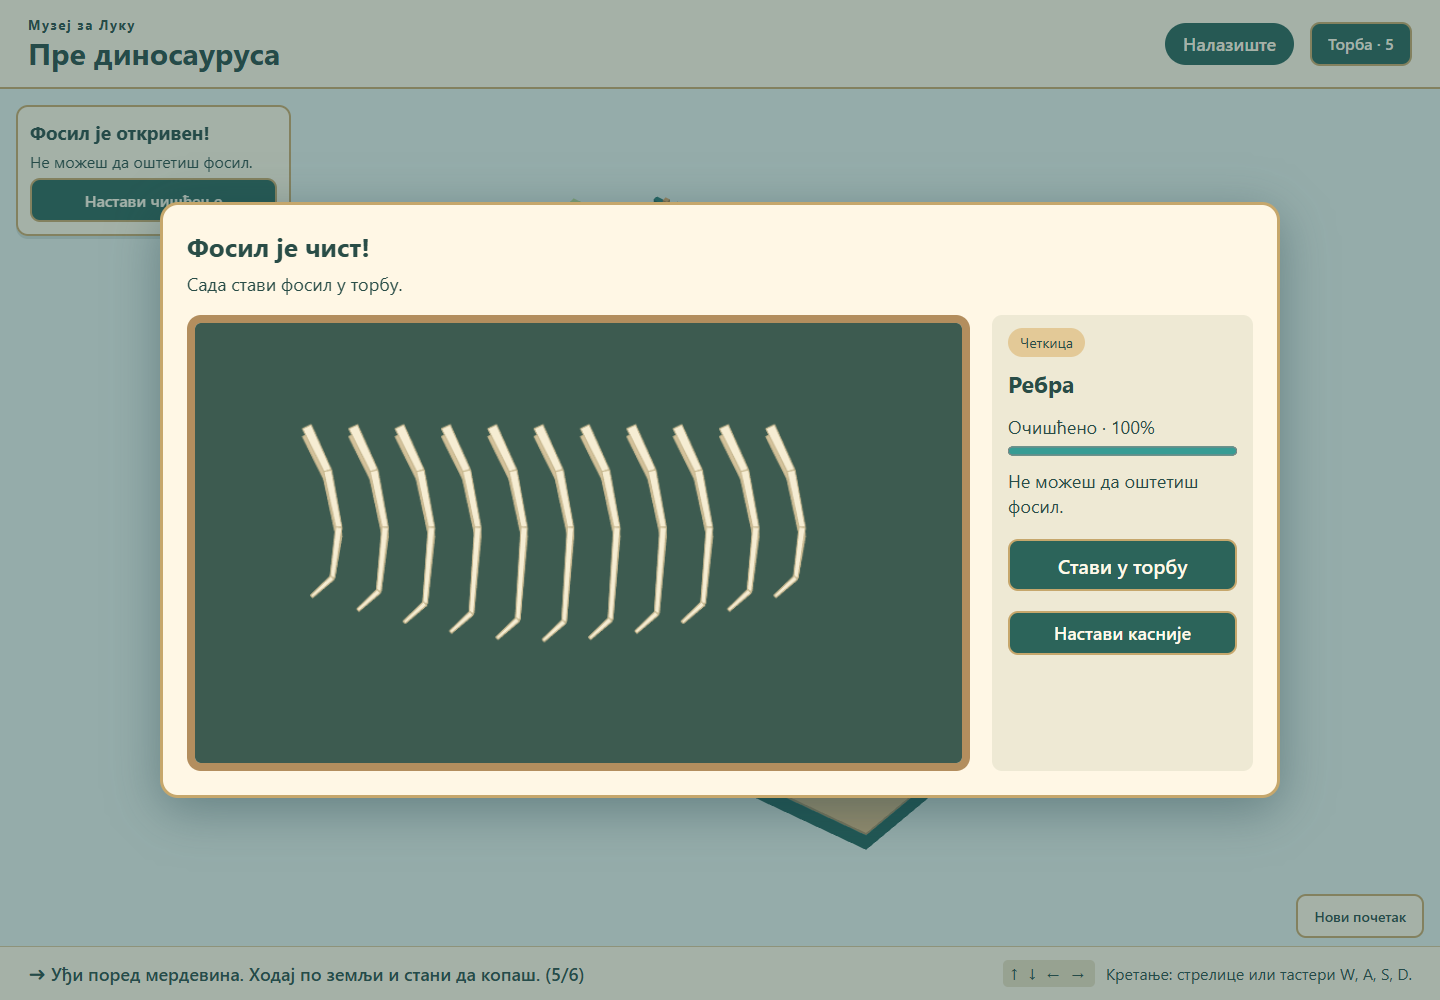 Музеј за Луку
Пре диносауруса
Налазиште
Торба · 5
Фосил је откривен!
Не можеш да оштетиш фосил.
Настави чишћење
Фосил је чист!
Сада стави фосил у торбу.
Четкица
Ребра
Очишћено · 100%
Не можеш да оштетиш
фосил.
Стави у торбу
Настави касније
Нови почетак
→ Уђи поред мердевина. Ходај по земљи и стани да копаш. (5/6)
↑ ↓ ← → Кретање: стрелице или тастери W, A, S, D.